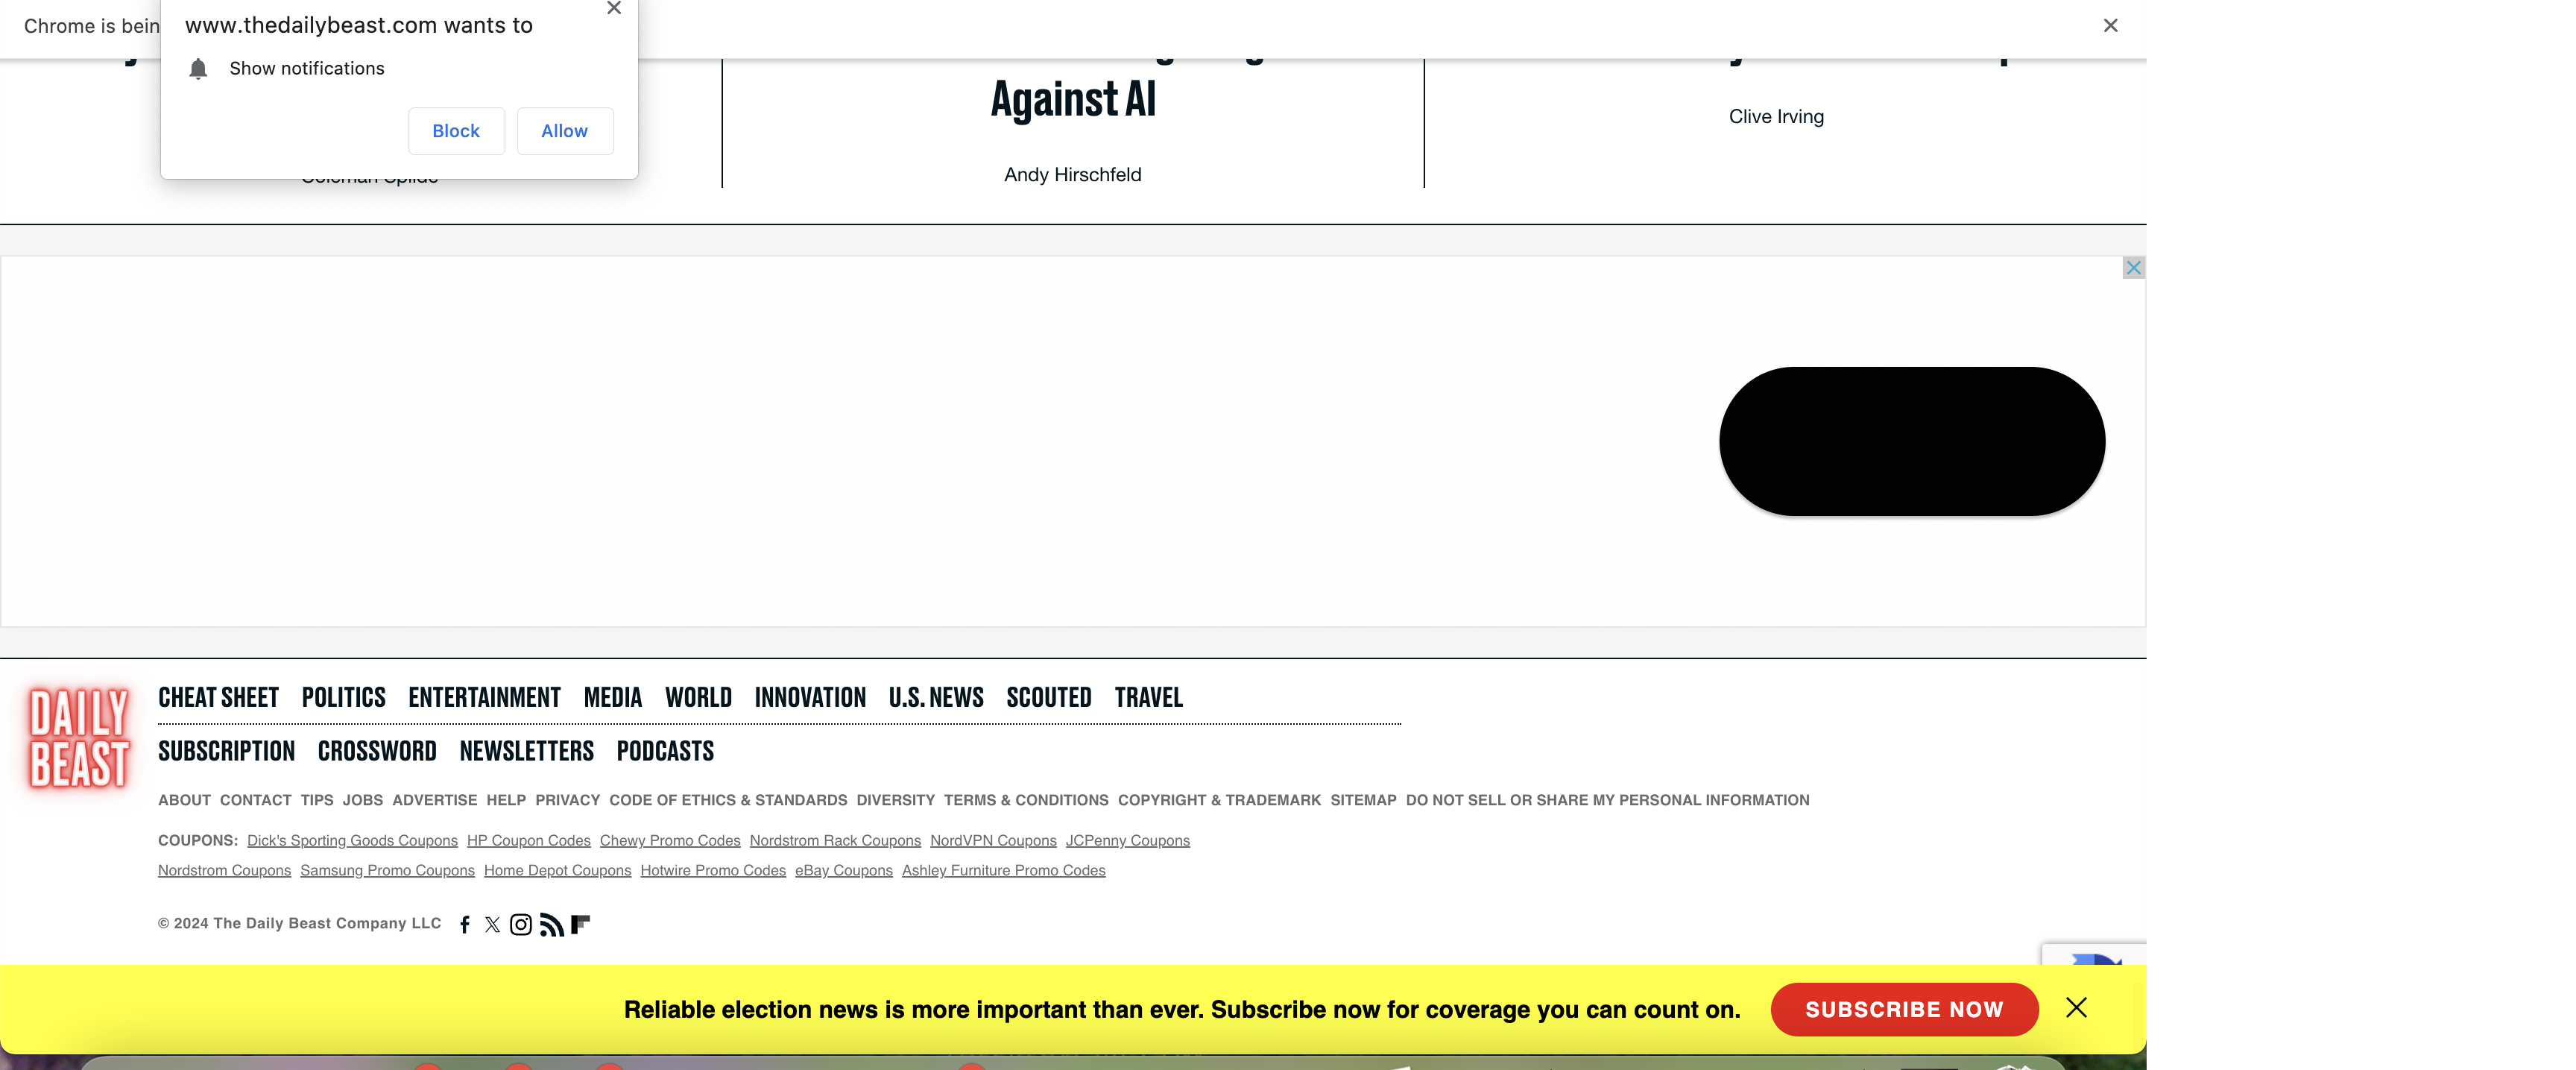 Chrome is bein
www.thedailybeast.com wants to
Show notifications
Block Allow
Against AI
Andy Hirschfeld
Clive Irving
DAILY BEAST
CHEAT SHEET POLITICS ENTERTAINMENT MEDIA WORLD INNOVATION U.S. NEWS SCOUTED TRAVEL
SUBSCRIPTION CROSSWORD NEWSLETTERS PODCASTS
ABOUT CONTACT TIPS JOBS ADVERTISE HELP PRIVACY CODE OF ETHICS & STANDARDS DIVERSITY TERMS & CONDITIONS COPYRIGHT & TRADEMARK SITEMAP DO NOT SELL OR SHARE MY PERSONAL INFORMATION
COUPONS: Dick's Sporting Goods Coupons HP Coupon Codes Chewy Promo Codes Nordstrom Rack Coupons NordVPN Coupons JCPenny Coupons
Nordstrom Coupons Samsung Promo Coupons Home Depot Coupons Hotwire Promo Codes eBay Coupons Ashley Furniture Promo Codes
© 2024 The Daily Beast Company LLC
Reliable election news is more important than ever. Subscribe now for coverage you can count on. SUBSCRIBE NOW